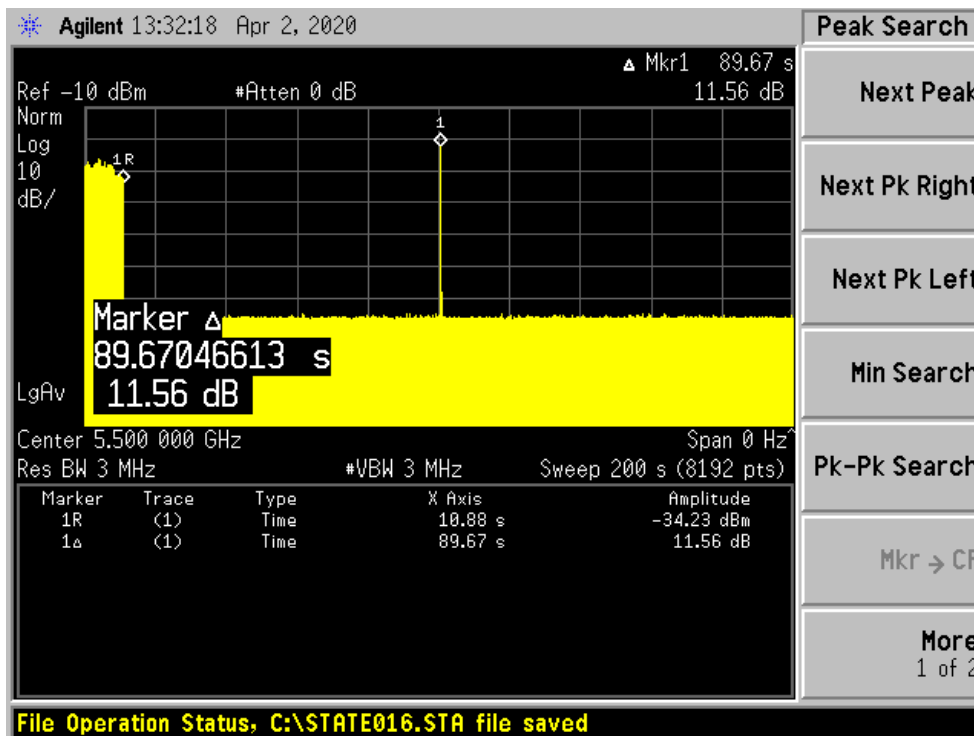 Agilent 13:32:18 Apr 2, 2020
Peak Search
Δ Mkr1 89.67 s
Ref -10 dBm #Atten 0 dB 11.56 dB
Norm
Log
10
dB/
1R
1
Marker Δ
89.67046613 s
11.56 dB
LgAv
Center 5.500 000 GHz Span 0 Hz^
Res BW 3 MHz #VBW 3 MHz Sweep 200 s (8192 pts)
Marker Trace Type X Axis Amplitude
1R (1) Time 10.88 s -34.23 dBm
1Δ (1) Time 89.67 s 11.56 dB
Next Peak
Next Pk Right
Next Pk Left
Min Search
Pk-Pk Search
Mkr → CF
More
1 of 2
File Operation Status, C:\STATE016.STA file saved